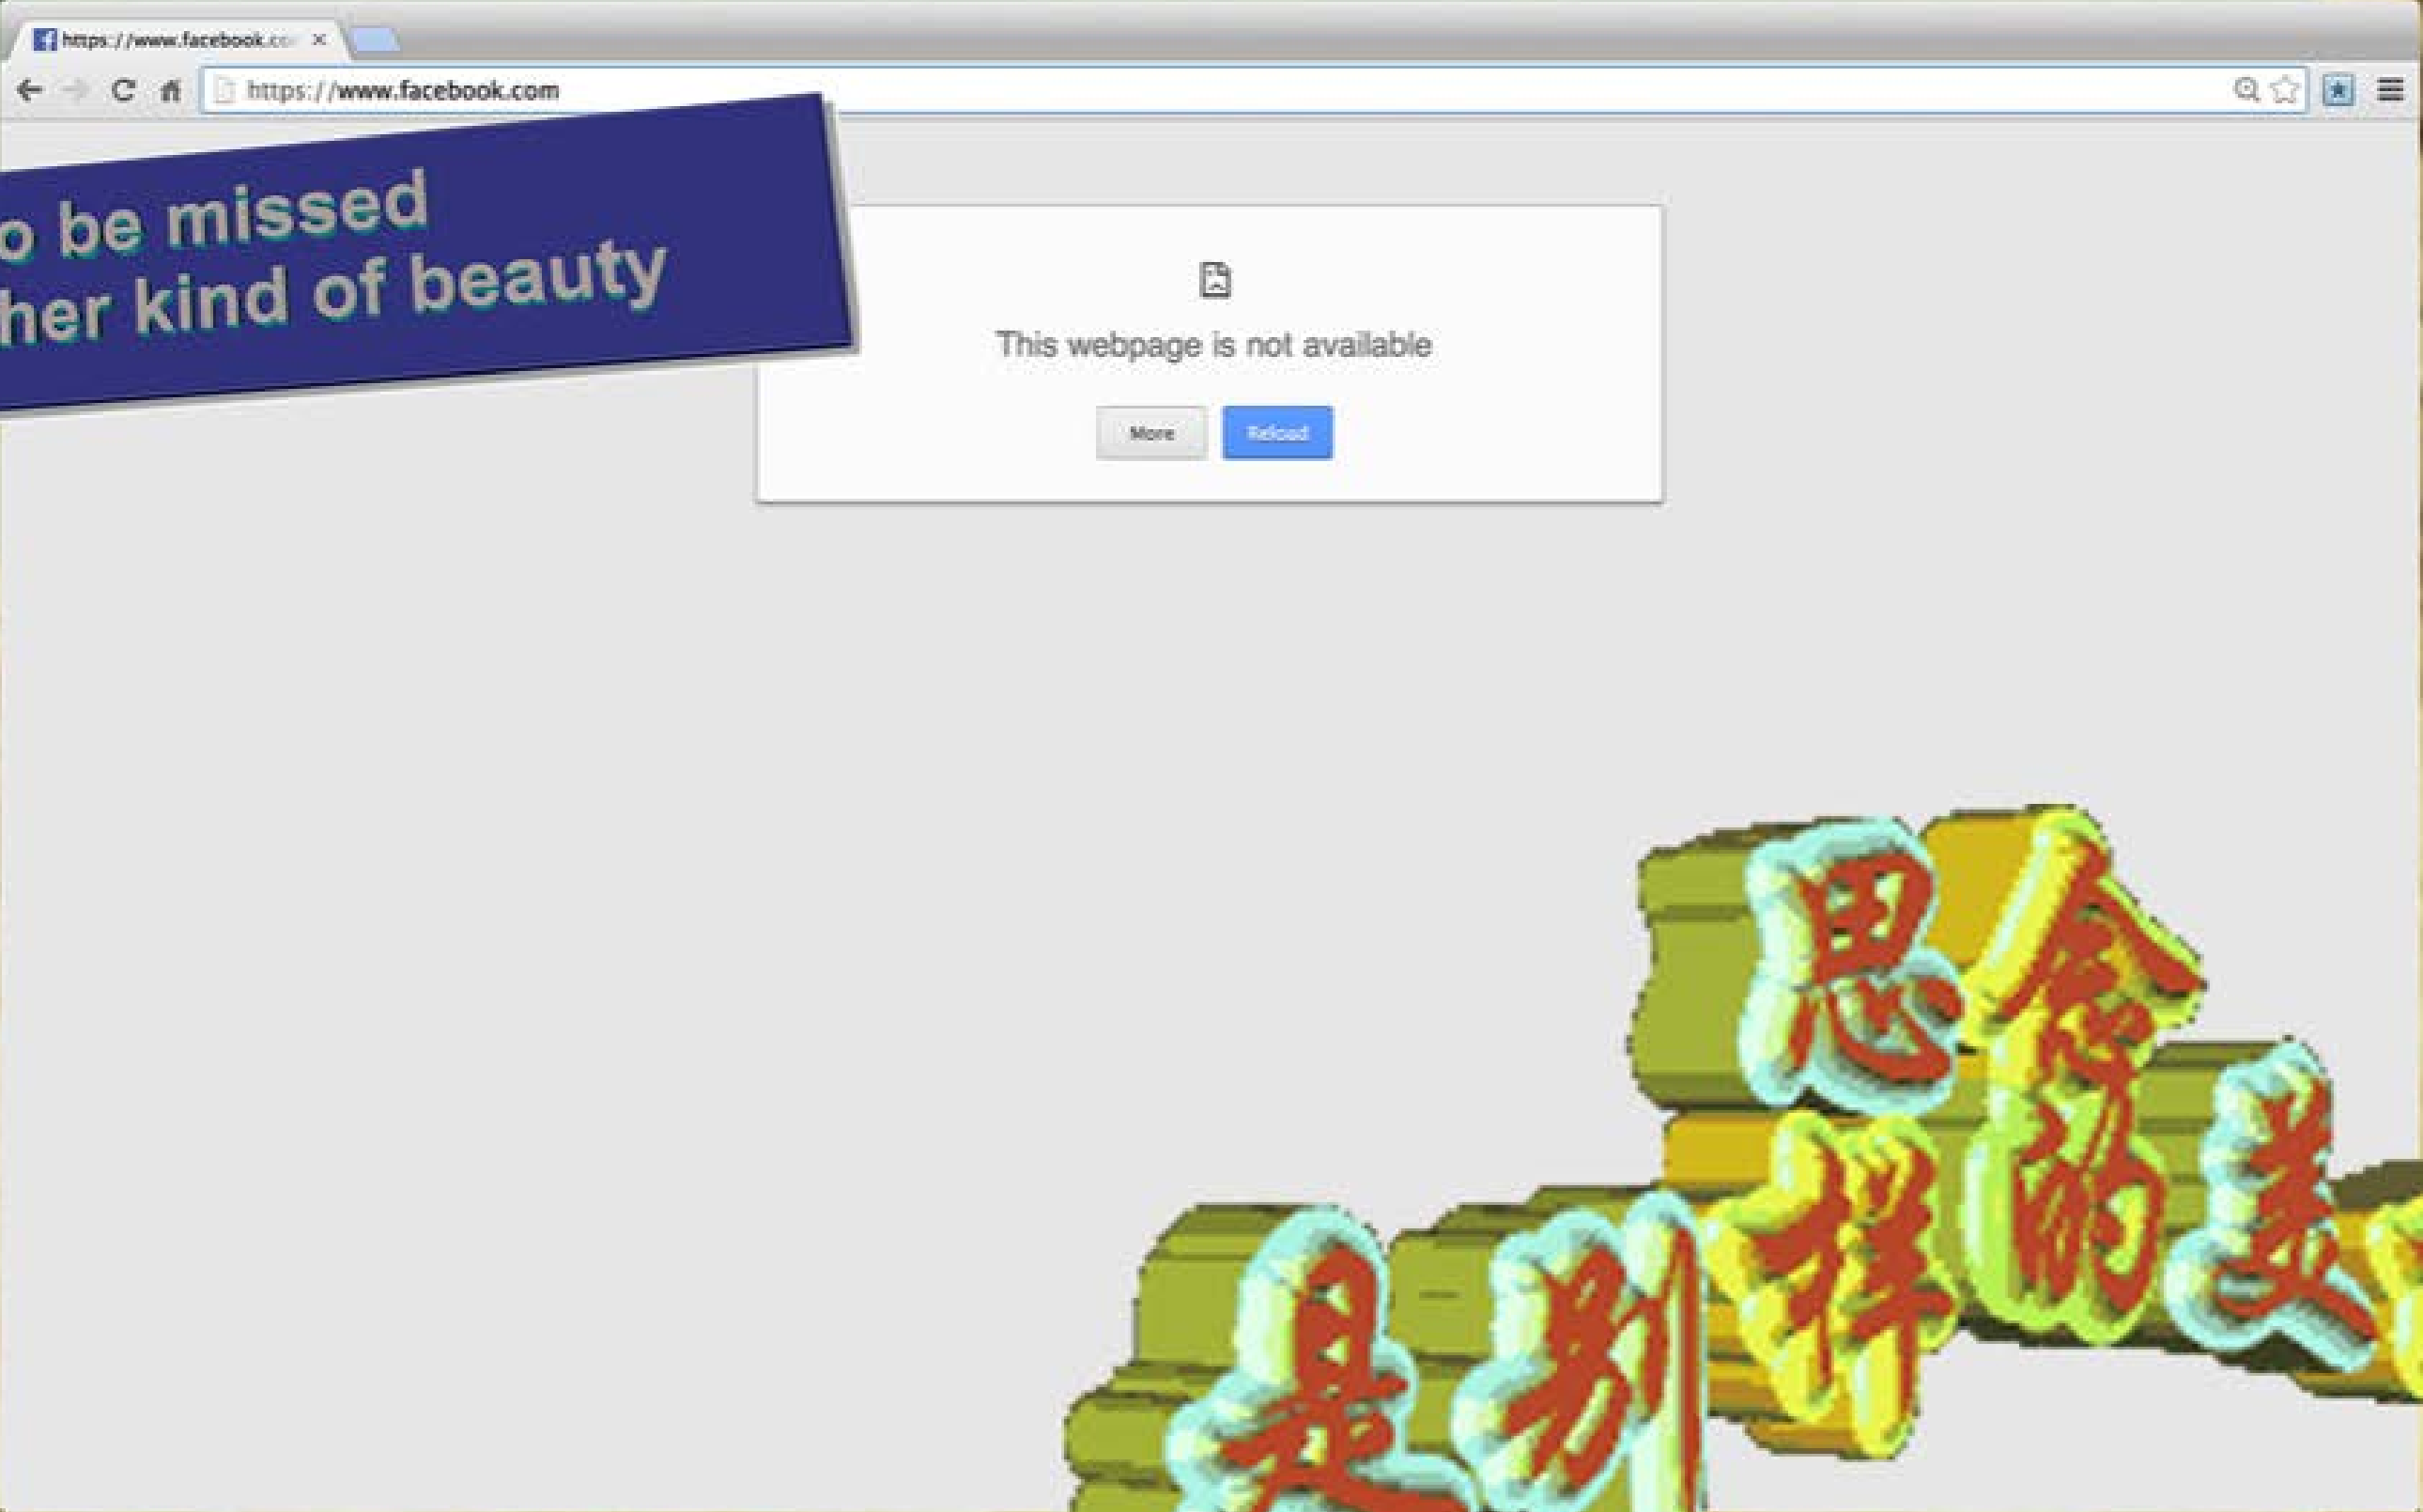 https://www.facebook.co
https://www.facebook.com
o be missed
her kind of beauty
This webpage is not available
More
Reload
思念
是别样的美